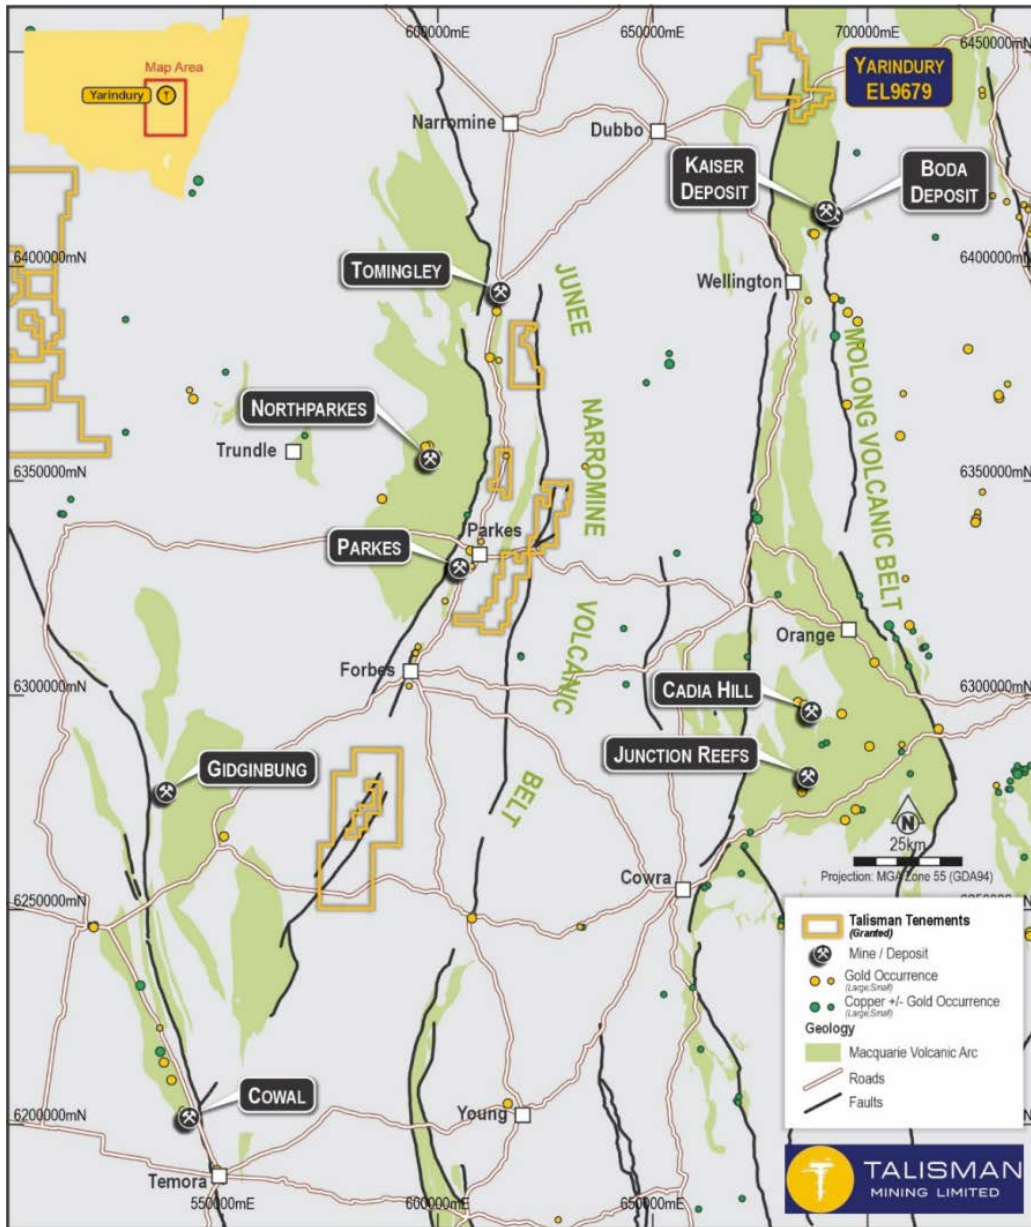 600000mE
650000mE
700000mE
6450000mN
Map Area
Yarindury
T
YARINDURY
EL9679
Narromine
Dubbo
KAISER
DEPOSIT
BODA
DEPOSIT
6400000mN
6400000mN
TOMINGLEY
JUNEE
Wellington
MOLONG VOLCANIC BELT
NORTHPARKES
NARROMINE
Trundle
6350000mN
6350000mN
Parkes
PARKES
VOLCANIC
Orange
Forbes
6300000mN
6300000mN
CADIA HILL
JUNCTION REEFS
GIDGINBUNG
BELT
N
25km
Projection: MGA Zone 55 (GDA94)
Cowra
6250000mN
Talisman Tenements
(Granted)
Mine / Deposit
Gold Occurrence
(Large;Small)
Copper +/- Gold Occurrence
(Large;Small)
Geology
Macquarie Volcanic Arc
Roads
Faults
COWAL
Young
6200000mN
Temora
550000mE
600000mE
650000mE
TALISMAN
MINING LIMITED